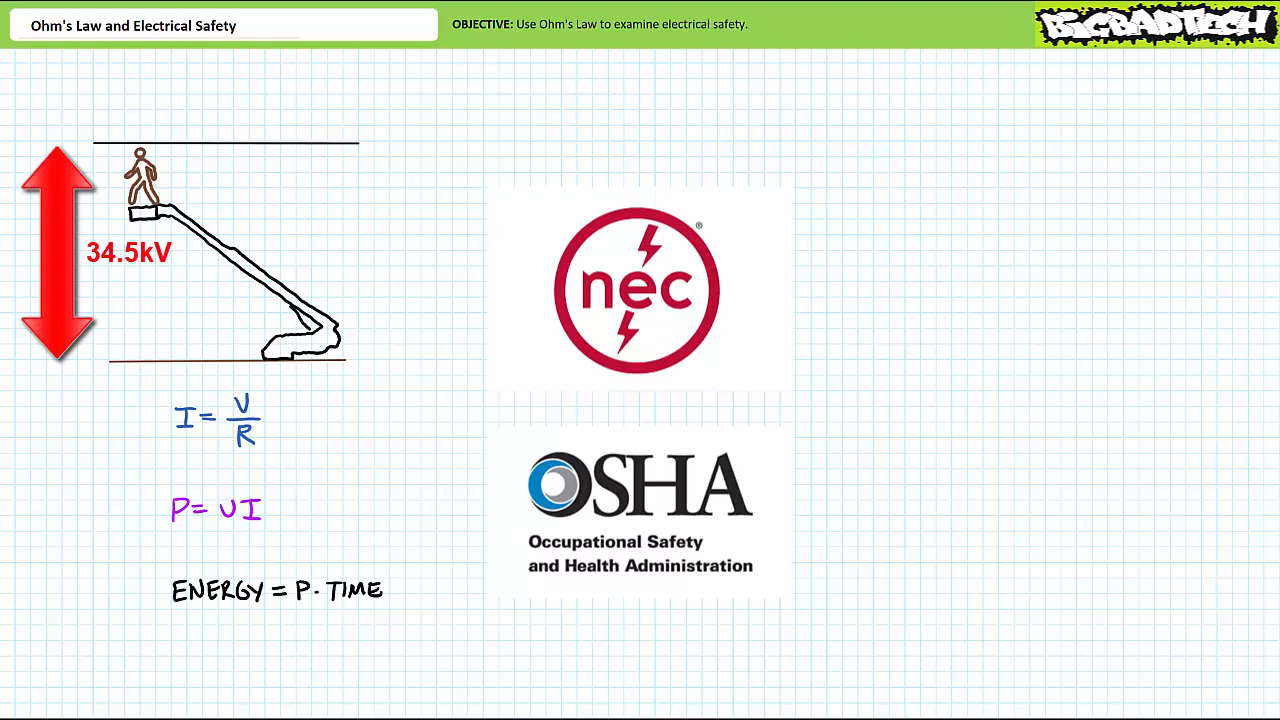 Ohm's Law and Electrical Safety
OBJECTIVE: Use Ohm's Law to examine electrical safety.
BIGBADTECH
34.5kV
nec®
I = V/R
OSHA
P = VI
Occupational Safety
and Health Administration
ENERGY = P · TIME